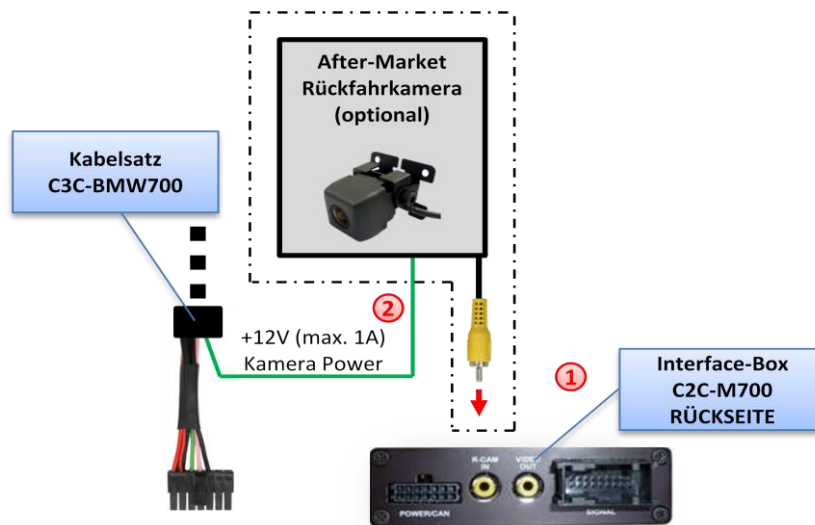 After-Market
Rückfahrkamera
(optional)
Kabelsatz
C3C-BMW700
2
+12V (max. 1A)
Kamera Power
1
Interface-Box
C2C-M700
RÜCKSEITE
R-CAM
IN
VIDEO
OUT
POWER/CAN
SIGNAL